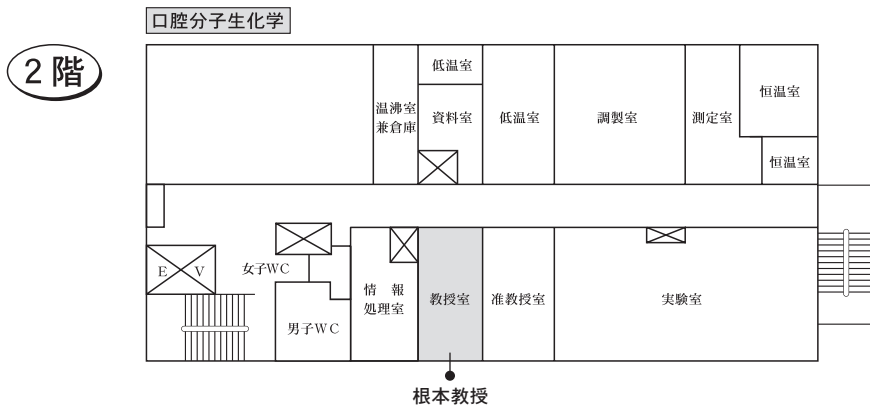 口腔分子生化学
２階
低温室
温沸室
兼倉庫
資料室
低温室
調製室
測定室
恒温室
恒温室
E V
女子WC
男子WC
情 報
処理室
教授室
准教授室
実験室
根本教授